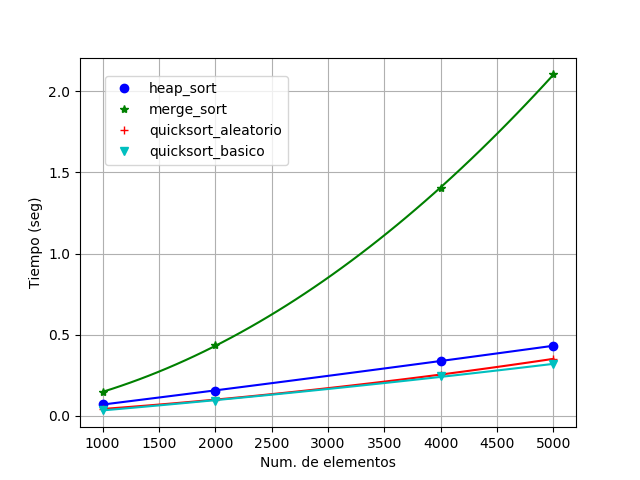 heap_sort
merge_sort
quicksort_aleatorio
quicksort_basico
2.0
1.5
1.0
0.5
0.0
Tiempo (seg)
1000 1500 2000 2500 3000 3500 4000 4500 5000
Num. de elementos